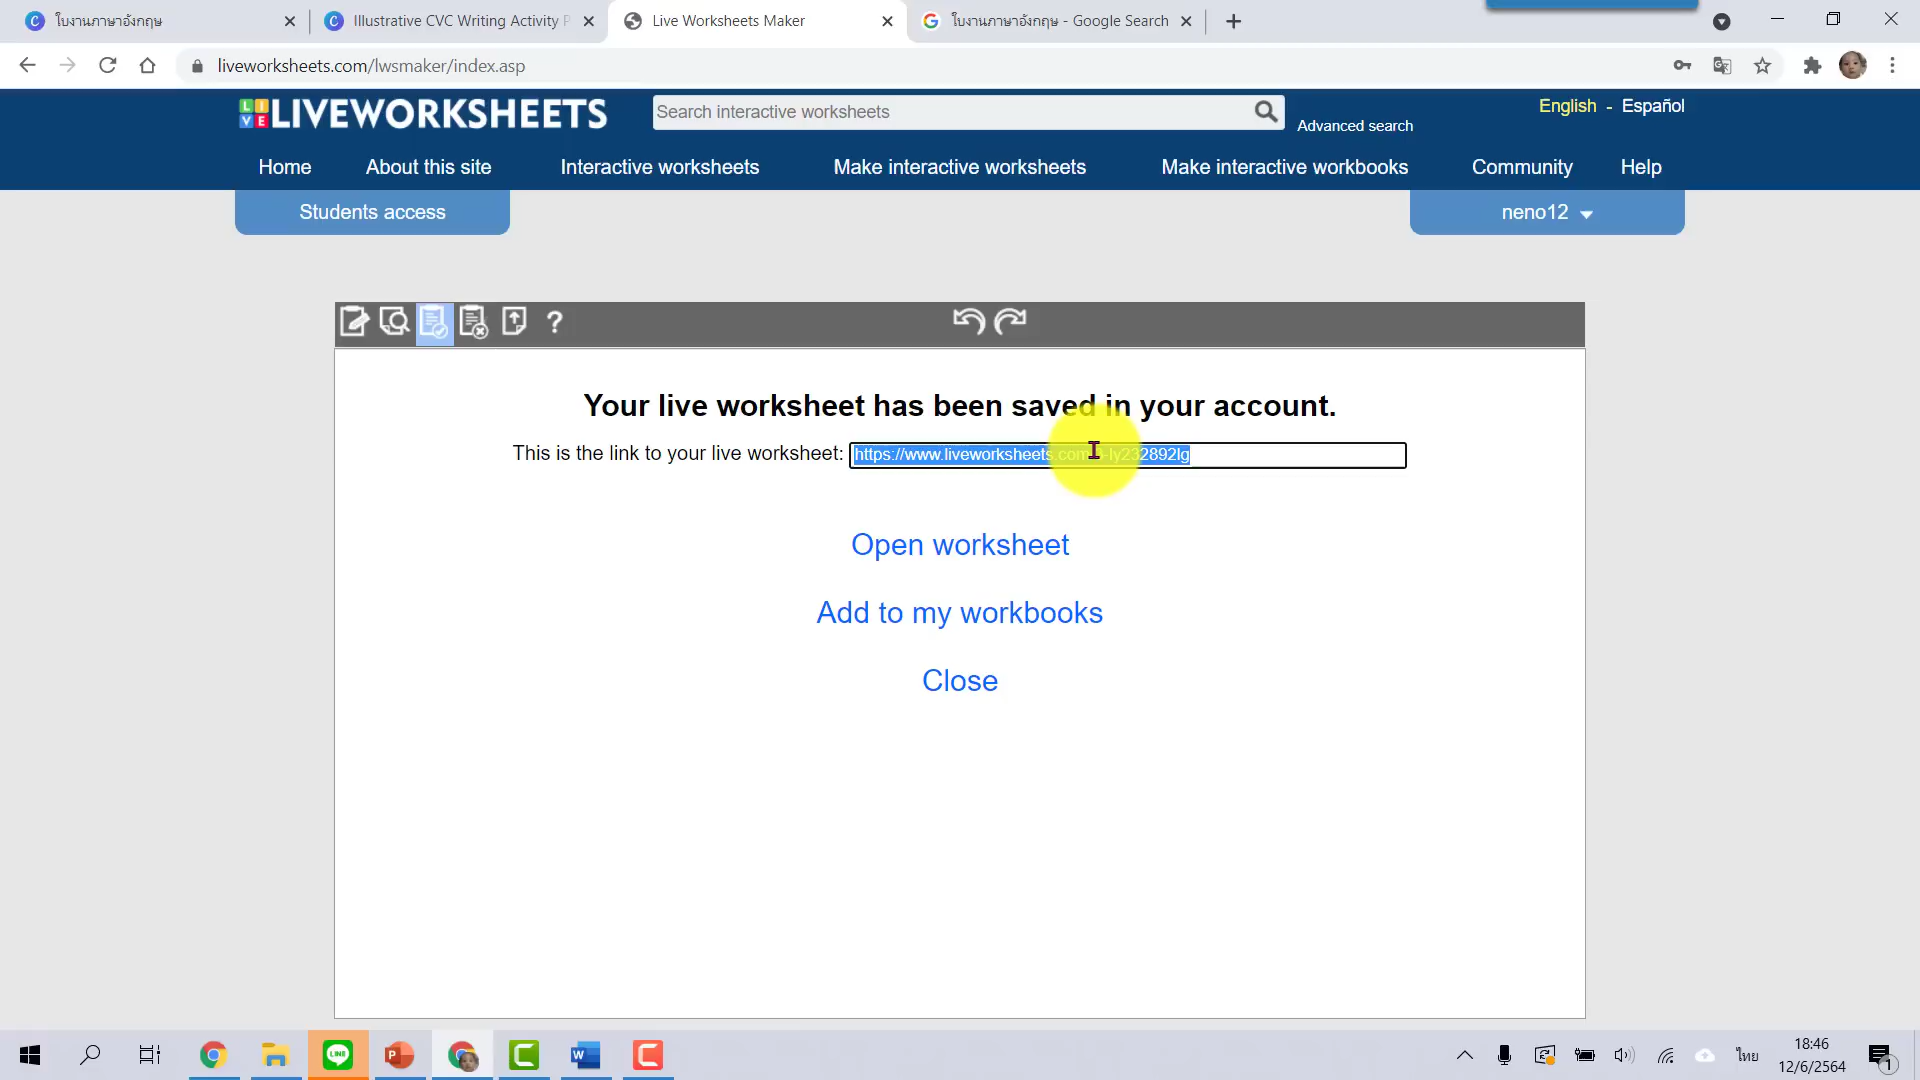 ใบงานภาษาอังกฤษ
Illustrative CVC Writing Activity P
Live Worksheets Maker
ใบงานภาษาอังกฤษ - Google Search
liveworksheets.com/lwsmaker/index.asp
LIVE LIVEWORKSHEETS
Search interactive worksheets
Advanced search
English - Español
Home
About this site
Interactive worksheets
Make interactive worksheets
Make interactive workbooks
Community
Help
Students access
neno12
?
Your live worksheet has been saved in your account.
This is the link to your live worksheet:
Open worksheet
Add to my workbooks
Close
LINE
ไทย
18:46
12/6/2564
1